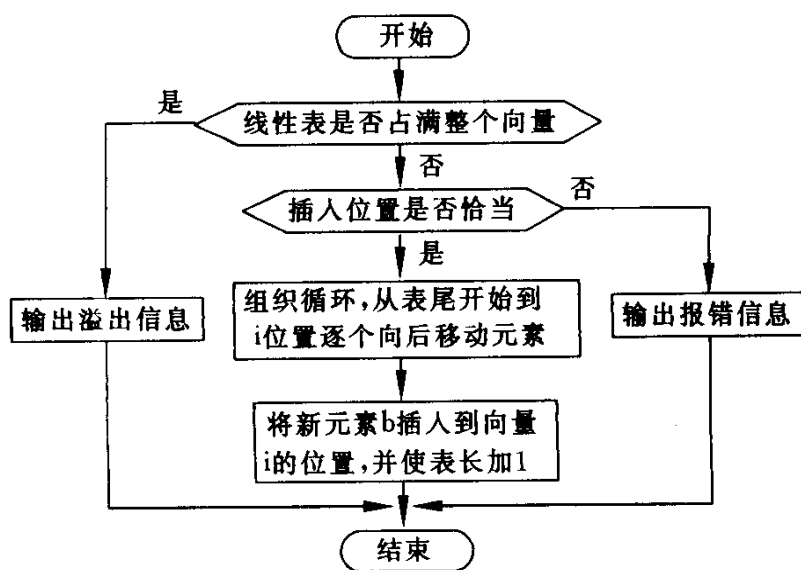 开始
是
线性表是否占满整个向量
否
插入位置是否恰当
否
是
组织循环,从表尾开始到
i位置逐个向后移动元素
输出溢出信息
输出报错信息
将新元素b插入到向量
i的位置,并使表长加1
结束